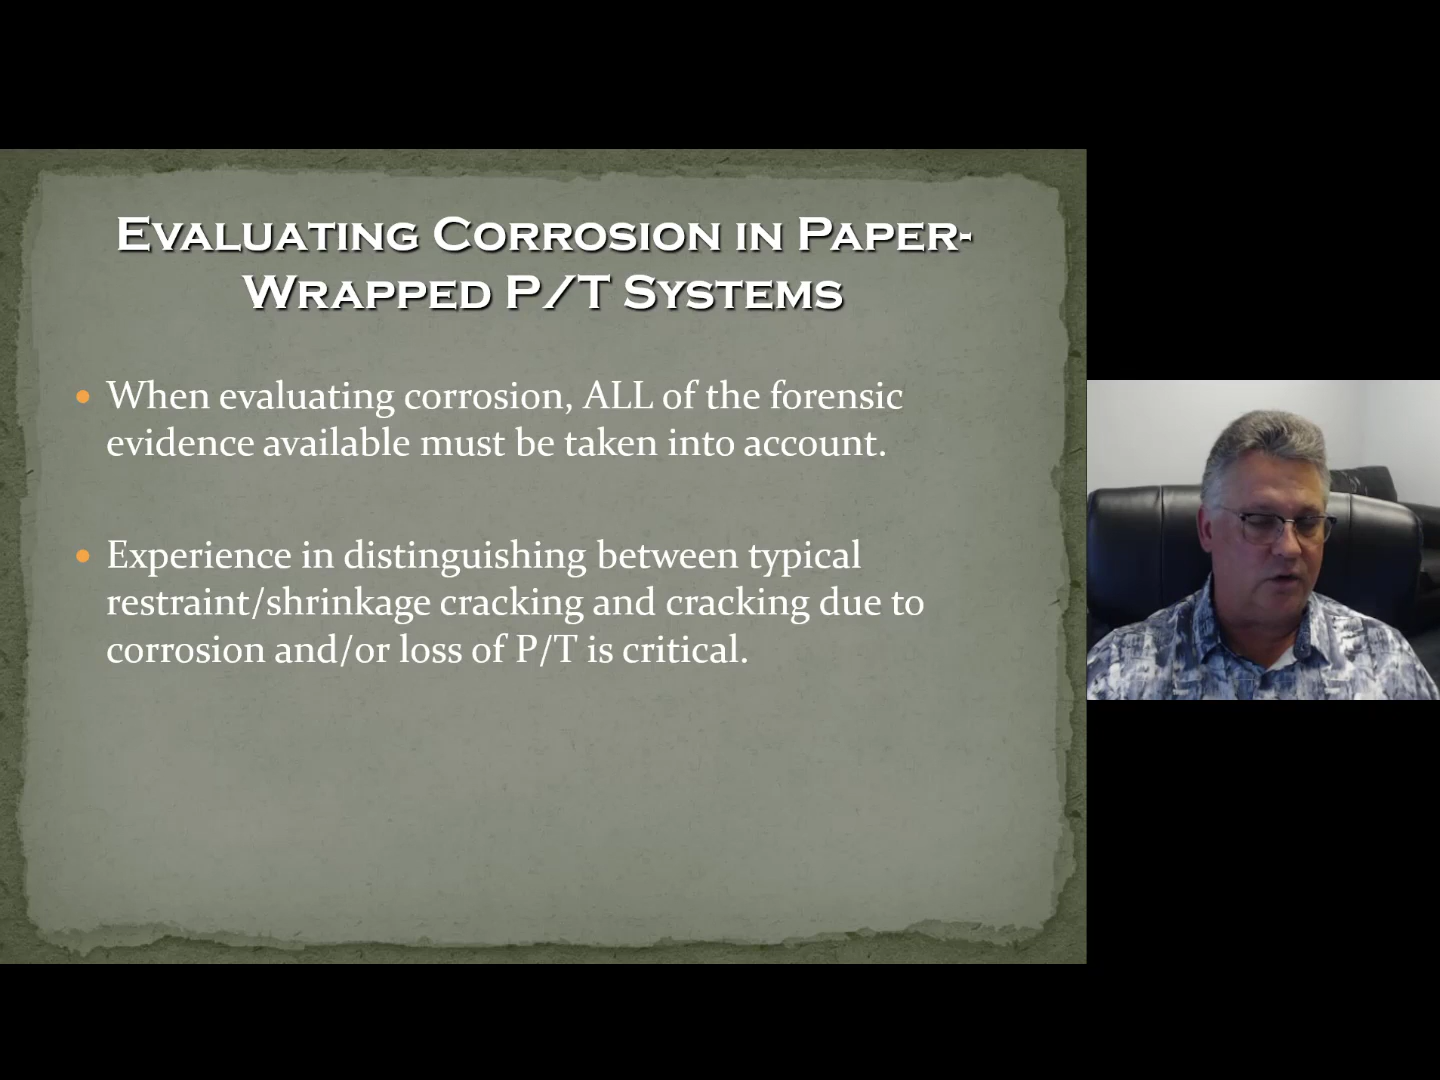 Evaluating Corrosion in Paper-
Wrapped P/T Systems
When evaluating corrosion, ALL of the forensic
evidence available must be taken into account.
Experience in distinguishing between typical
restraint/shrinkage cracking and cracking due to
corrosion and/or loss of P/T is critical.